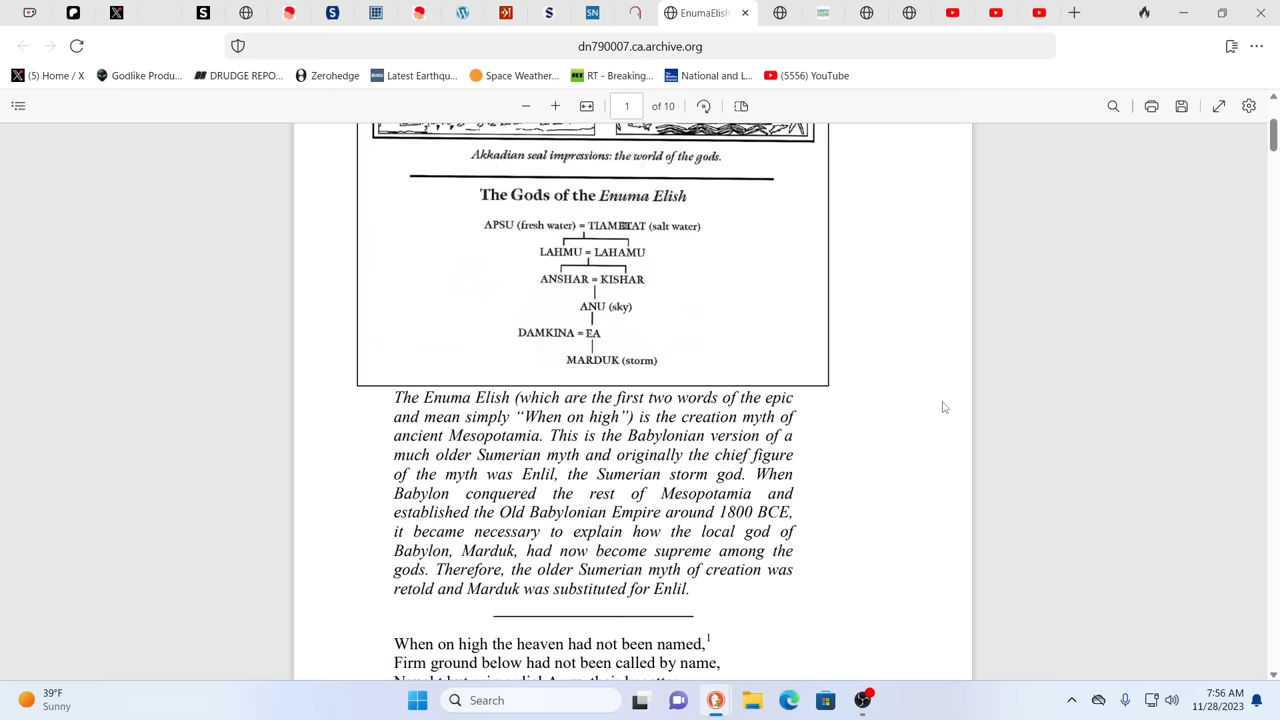 EnumaElish
dn790007.ca.archive.org
(5) Home / X
Godlike Produ...
DRUDGE REPO...
Zerohedge
Latest Earthqu...
Space Weather...
RT - Breaking...
National and L...
(5556) YouTube
1 of 10
Akkadian seal impressions: the world of the gods.
The Gods of the Enuma Elish
APSU (fresh water) = (salt water)
LAHMU = LAHAMU
ANSHAR = KISHAR
ANU (sky)
DAMKINA = EA
MARDUK (storm)
The Enuma Elish (which are the first two words of the epic
and mean simply “When on high”) is the creation myth of
ancient Mesopotamia. This is the Babylonian version of a
much older Sumerian myth and originally the chief figure
of the myth was Enlil, the Sumerian storm god. When
Babylon conquered the rest of Mesopotamia and
established the Old Babylonian Empire around 1800 BCE,
it became necessary to explain how the local god of
Babylon, Marduk, had now become supreme among the
gods. Therefore, the older Sumerian myth of creation was
retold and Marduk was substituted for Enlil.
When on high the heaven had not been named,1
Firm ground below had not been called by name,
39°F
Sunny
Search
7:56 AM
11/28/2023